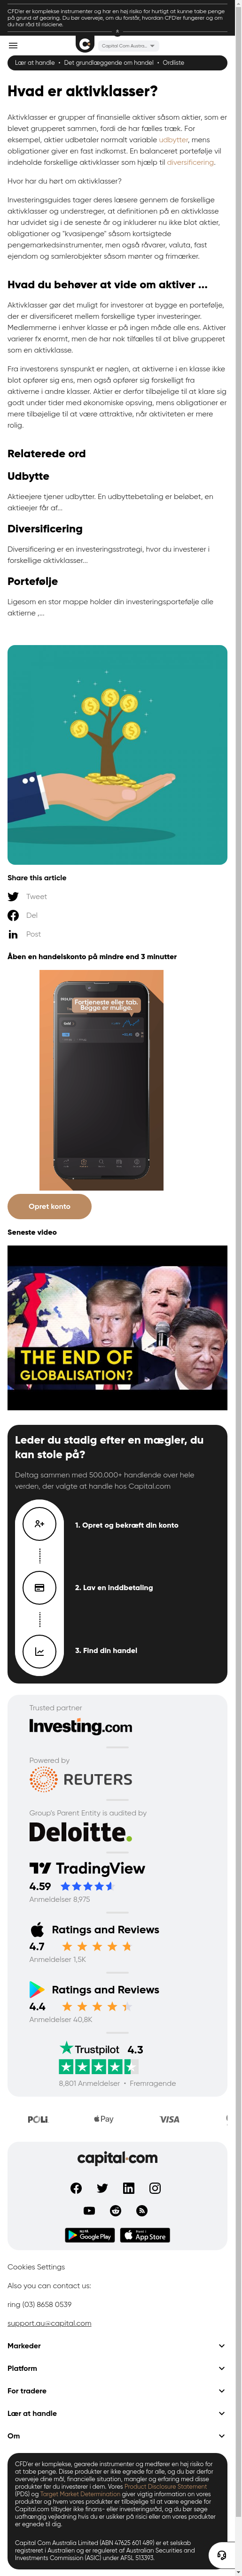 CFD'er er komplekse instrumenter og har en høj risiko for hurtigt at kunne tabe penge
på grund af gearing. Du bør overveje, om du forstår, hvordan CFD'er fungerer og om
du har råd til risiciene.
Capital Com Austra...
Lær at handle • Det grundlæggende om handel • Ordliste
Hvad er aktivklasser?
Aktivklasser er grupper af finansielle aktiver såsom aktier, som er
blevet grupperet sammen, fordi de har fælles træk. For
eksempel, aktier udbetaler normalt variable udbytter, mens
obligationer giver en fast indkomst. En bred portefølje vil
indeholde forskellige aktivklasser som hjælp til diversificering.
Hvor har du hørt om aktivklasser?
Investeringsguides tager deres læsere gennem de forskellige
aktivklasser og understreger, at definitionen på en aktivklasse
har udvidet sig i de seneste år og inkluderer nu ikke blot aktier,
obligationer og "kvasipenge" såsom kortsigtede
pengemarkedsinstrumenter, men også råvarer, valuta, fast
ejendom og samlerobjekter såsom mønter og frimærker.
Hvad du behøver at vide om aktiver ...
Aktivklasser gør det muligt for investorer at bygge en portefølje,
der er diversificeret mellem forskellige typer investeringer.
Medlemmerne i enhver klasse er på ingen måde alle ens. Aktiver
varierer fx enormt, men de har nok tilfælles til at blive grupperet
som en aktivklasse.
Fra investorens synspunkt er nøglen, at aktiverne i en klasse ikke
blot opfører sig ens, men også opfører sig forskelligt fra
aktiverne i andre klasser. Aktier er derfor tilbøjelige til at klare sig
godt under tider med økonomisk opsving, mens obligationer er
mere tilbøjelige til at være attraktive, når aktiviteten er mere
rolig.
Relaterede ord
Udbytte
Aktieejere tjener udbytter. En udbyttebetaling er beløbet, en
aktieejer får af...
Diversificering
Diversificering er en investeringsstrategi, hvor du investerer i
forskellige aktivklasser...
Portefølje
Ligesom en stor mappe holder din investeringsportefølje alle
aktierne ,...
Share this article
Tweet
Del
Post
Åben en handelskonto på mindre end 3 minutter
Fortjeneste eller tab.
Begge er mulige.
Opret konto
Seneste video
THE END OF
GLOBALISATION?
Leder du stadig efter en mægler, du
kan stole på?
Deltag sammen med 500.000+ handlende over hele
verden, der valgte at handle hos Capital.com
1. Opret og bekræft din konto
2. Lav en inddbetaling
3. Find din handel
Trusted partner
Investing.com
Powered by
REUTERS
Group's Parent Entity is audited by
Deloitte.
TradingView
4.59
Anmeldelser 8,975
Ratings and Reviews
4.7
Anmeldelser 1,5K
Ratings and Reviews
4.4
Anmeldelser 40,8K
Trustpilot 4.3
8,801 Anmeldelser • Fremragende
POLi
Pay
VISA
capital.com
Google Play
App Store
Cookies Settings
Also you can contact us:
ring (03) 8658 0539
support.au@capital.com
Markeder
Platform
For tradere
Lær at handle
Om
CFD'er er komplekse, gearede instrumenter og medfører en høj risiko for
at tabe penge. Disse produkter er ikke egnede for alle, og du bør derfor
overveje dine mål, finansielle situation, mangler og erfaring med disse
produkter, før du investerer i dem. Vores Product Disclosure Statement
(PDS) og Target Market Determination giver vigtig information om vores
produkter og hvem vores produkter er tilbøjelige til at være egnede for.
Capital.com tilbyder ikke finans- eller investeringsråd, og du bør søge
uafhængig rådgivning hvis du er usikker på i risici eller om vores produkter
er egnede til dig.
Capital Com Australia Limited (ABN 47 625 601 489) er et selskab
registreret i Australien og er reguleret af Australian Securities and
Investments Commission (ASIC) under AFSL 513393.